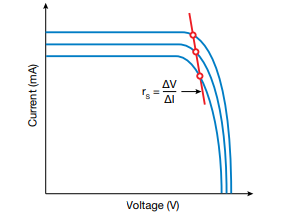 Current (mA)
rS = ΔV/ΔI
Voltage (V)